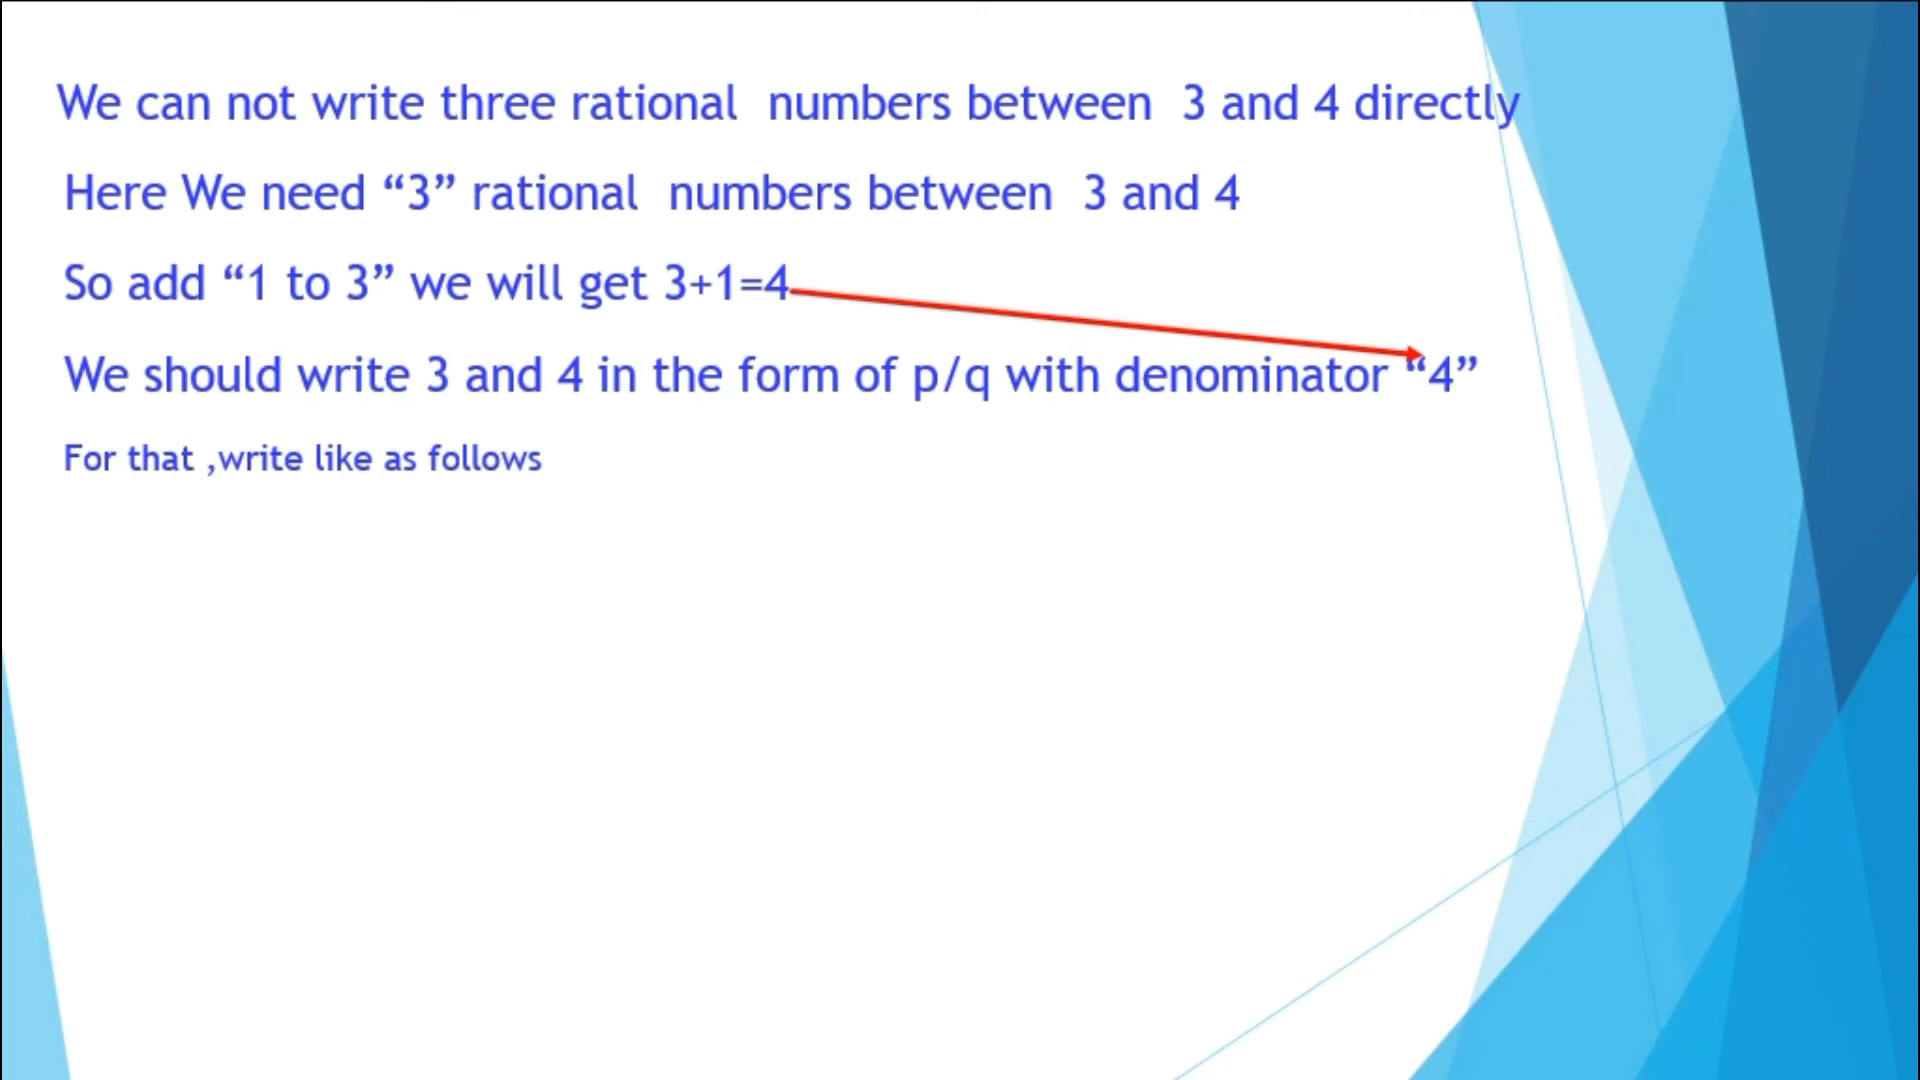 We can not write three rational numbers between 3 and 4 directly
Here We need “3” rational numbers between 3 and 4
So add “1 to 3” we will get 3+1=4
We should write 3 and 4 in the form of p/q with denominator “4”
For that ,write like as follows